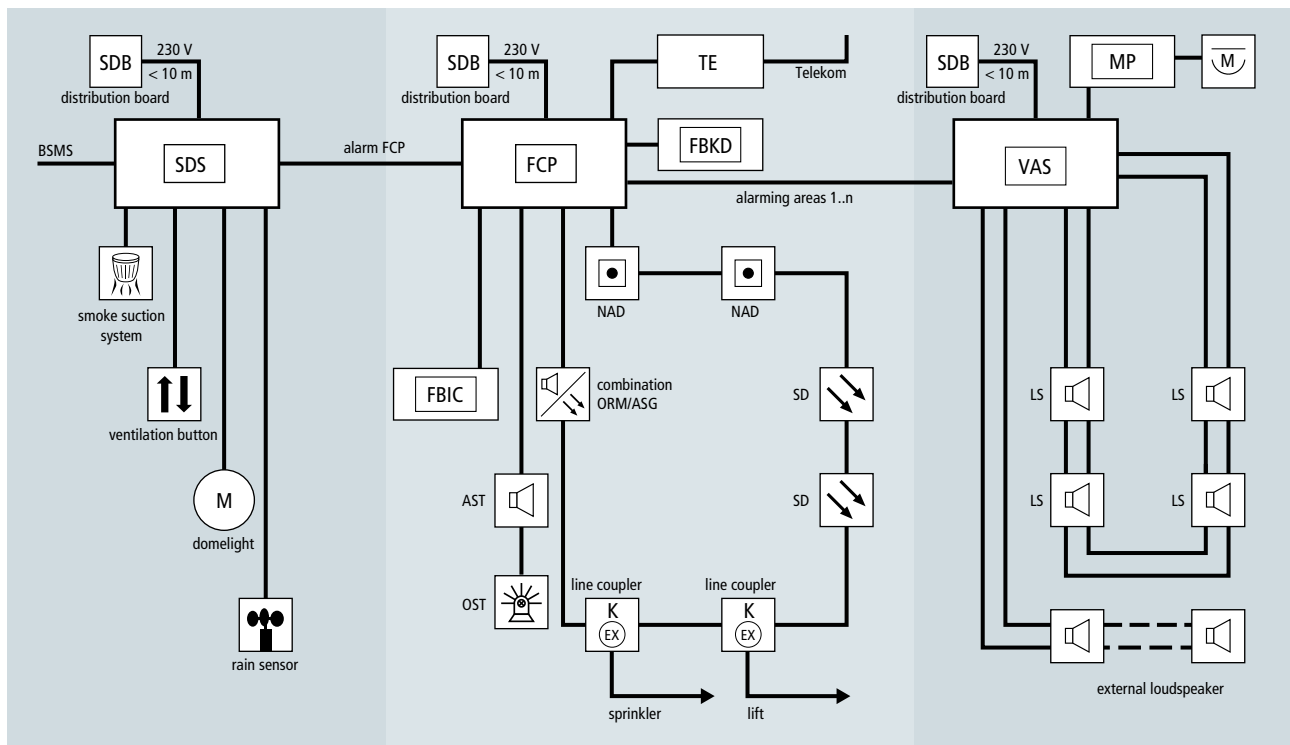 SDB
230 V
< 10 m
distribution board
BSMS
SDS
alarm FCP
smoke suction
system
ventilation button
M
domelight
rain sensor
SDB
230 V
< 10 m
distribution board
TE
Telekom
FCP
FBKD
alarming areas 1..n
NAD
NAD
FBIC
combination
ORM/ASG
SD
AST
SD
OST
line coupler
K
EX
line coupler
K
EX
sprinkler
lift
SDB
230 V
< 10 m
distribution board
MP
M
VAS
LS
LS
LS
LS
external loudspeaker